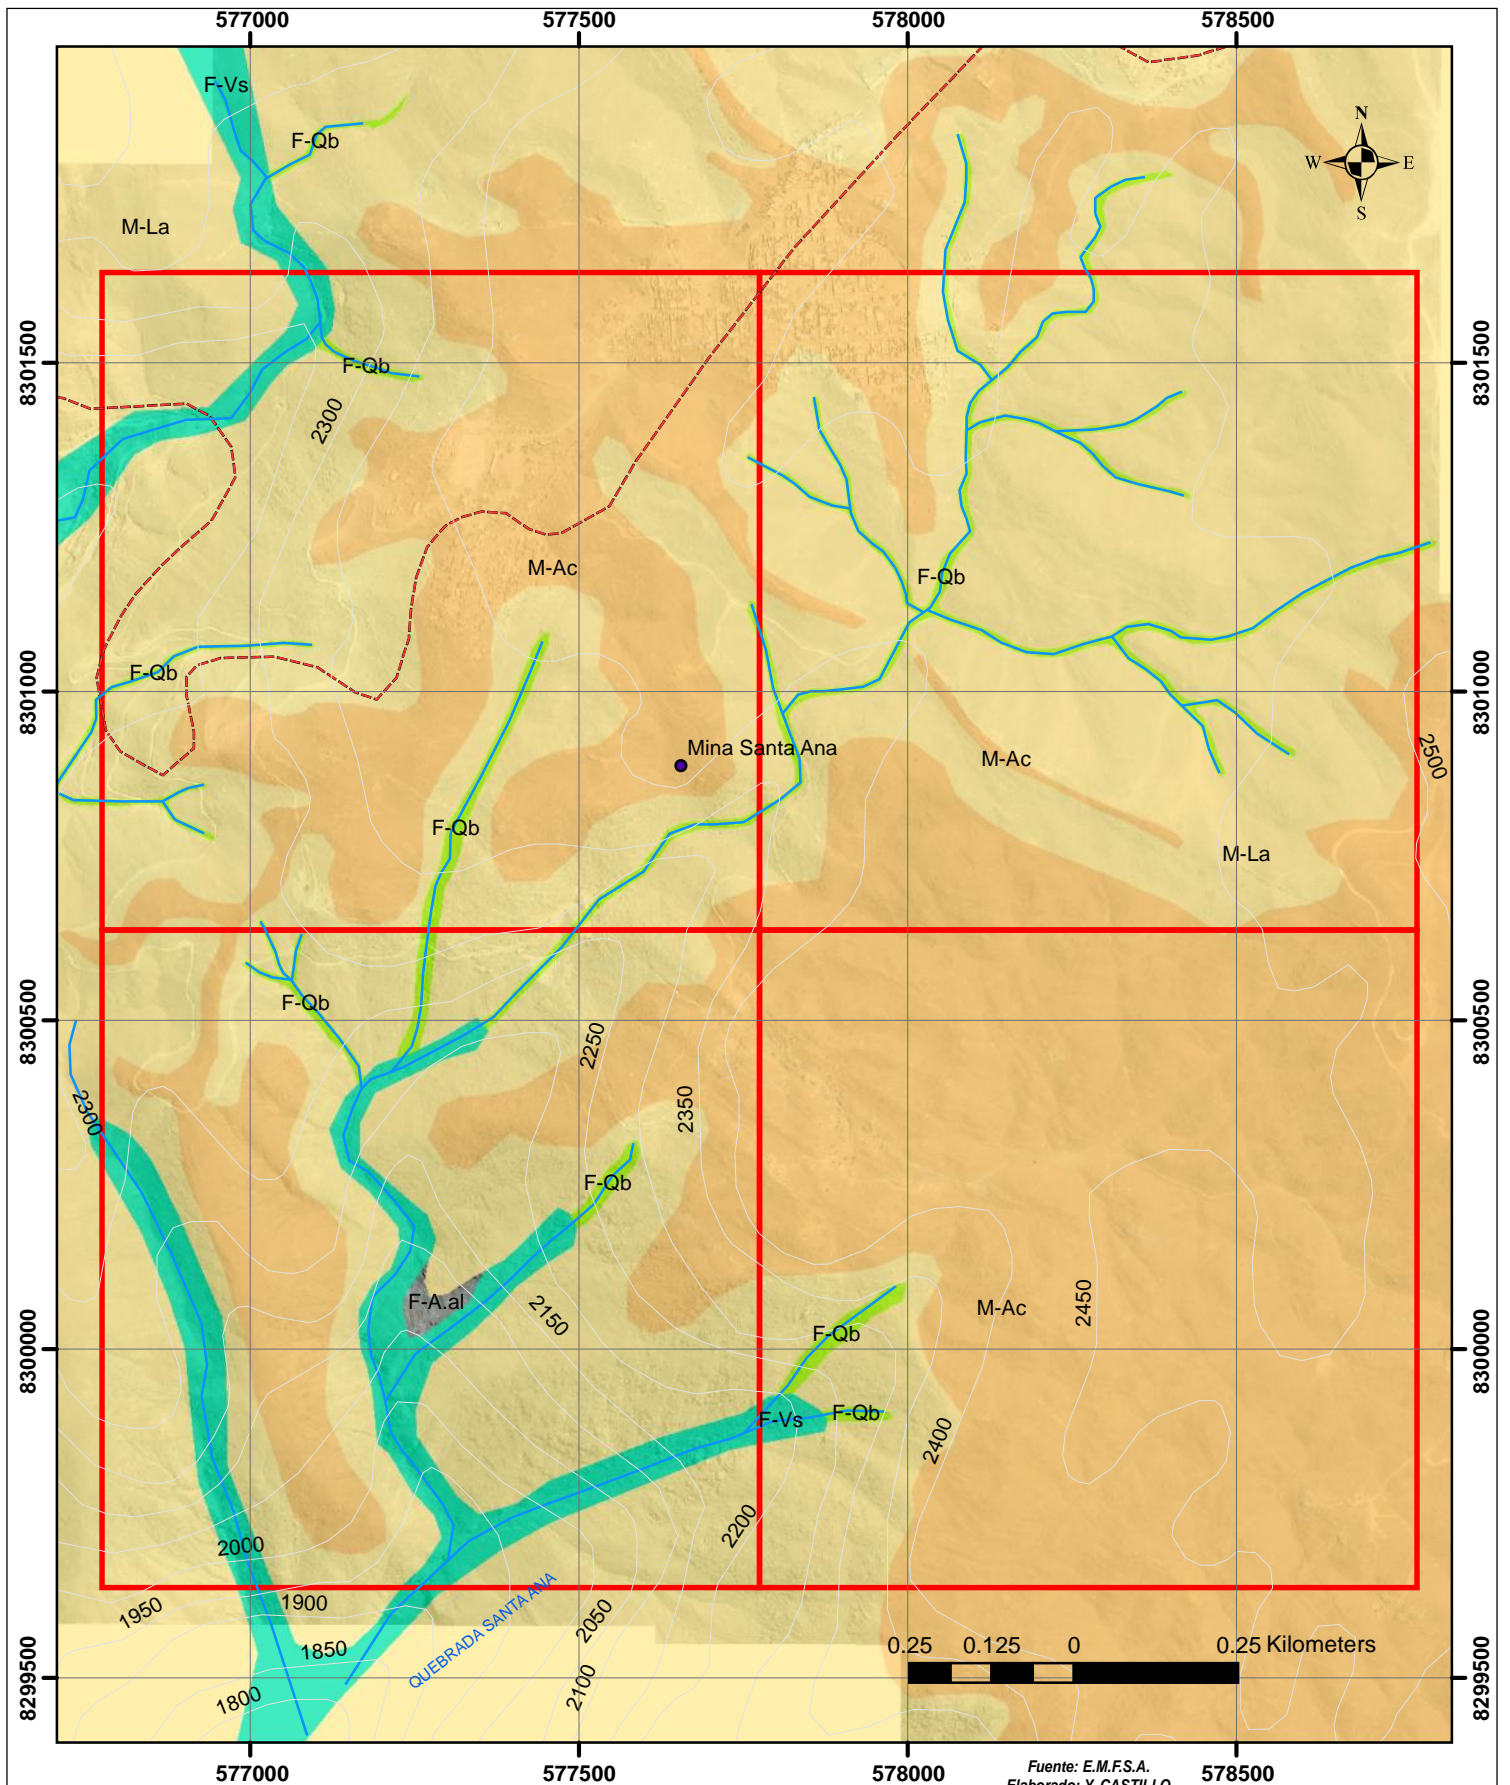 577000
577500
578000
578500
F-Vs
F-Qb
N
W
E
S
M-La
8301500
8301500
F-Qb
2300
M-Ac
F-Qb
F-Qb
8301000
8301000
Mina Santa Ana
M-Ac
2500
F-Qb
M-La
F-Qb
8300500
8300500
2250
2300
2350
F-Qb
F-A.al
2150
M-Ac
2450
F-Qb
8300000
8300000
F-Vs
F-Qb
2400
2200
2000
1950
1900
1850
1800
QUEBRADA SANTA ANA
2050
2100
0.25 0.125 0 0.25 Kilometers
8299500
8299500
577000
577500
578000
578500
Fuente: E.M.F.S.A.
Elaborado: Y. CASTILLO